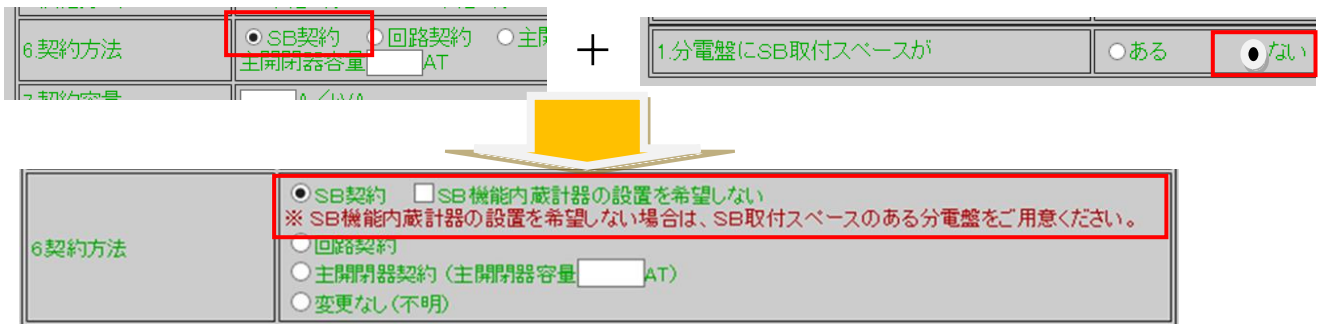 6.契約方法
SB契約 回路契約 主開
主開閉器容量 AT
7.契約容量 A/kVA
+
1.分電盤にSB取付スペースが ある ない
6契約方法
SB契約 SB機能内蔵計器の設置を希望しない
※ SB機能内蔵計器の設置を希望しない場合は、SB取付スペースのある分電盤をご用意ください。
回路契約
主開閉器契約(主開閉器容量 AT)
変更なし(不明)